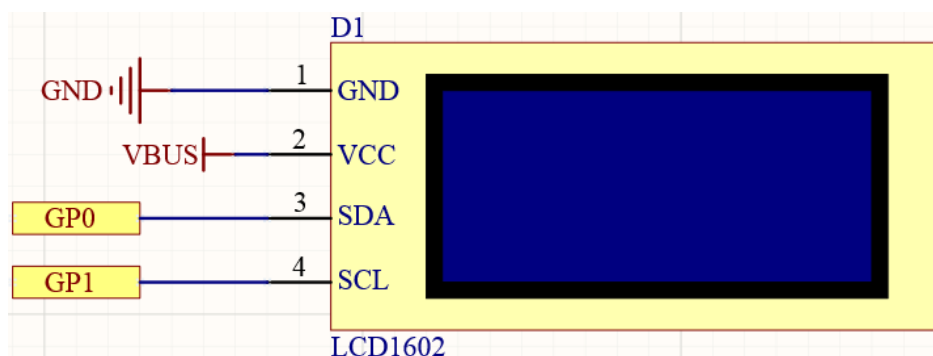 D1
GND 1 GND
VBUS 2 VCC
GP0 3 SDA
GP1 4 SCL
LCD1602